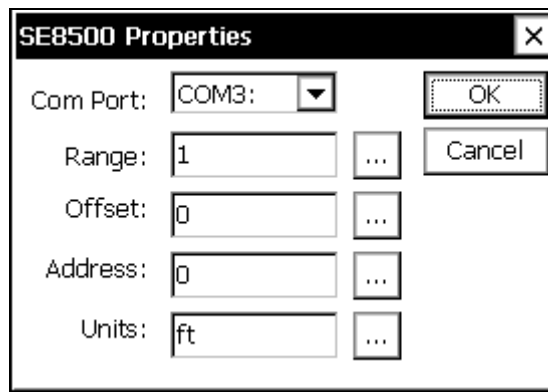 SE8500 Properties
Com Port: COM3: OK
Range: 1 ... Cancel
Offset: 0 ...
Address: 0 ...
Units: ft ...